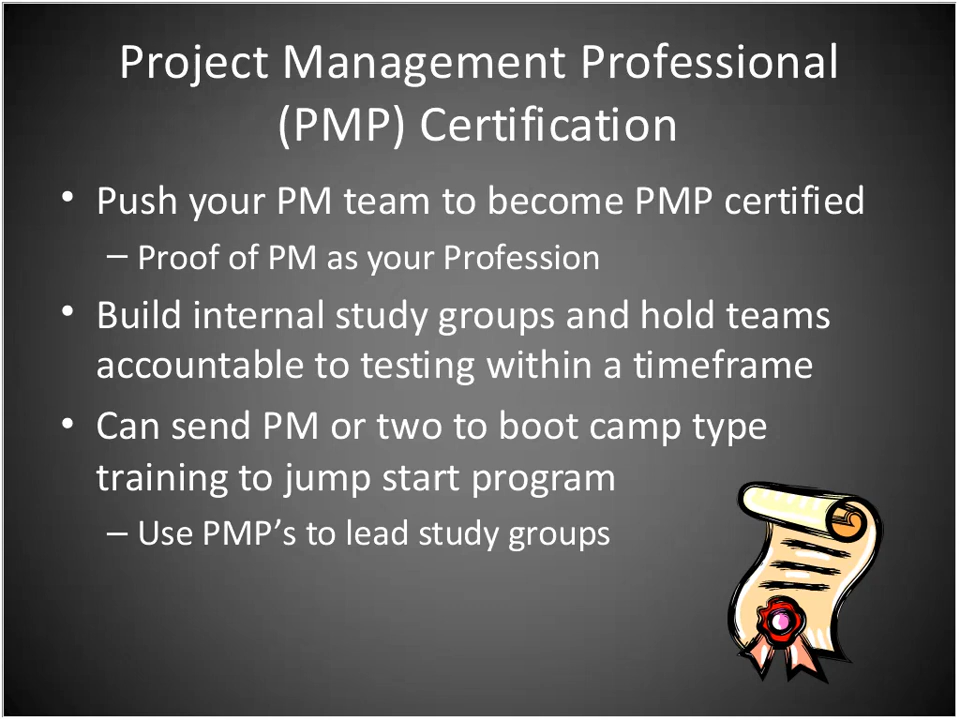 Project Management Professional
(PMP) Certification
• Push your PM team to become PMP certified
– Proof of PM as your Profession
• Build internal study groups and hold teams
accountable to testing within a timeframe
• Can send PM or two to boot camp type
training to jump start program
– Use PMP’s to lead study groups